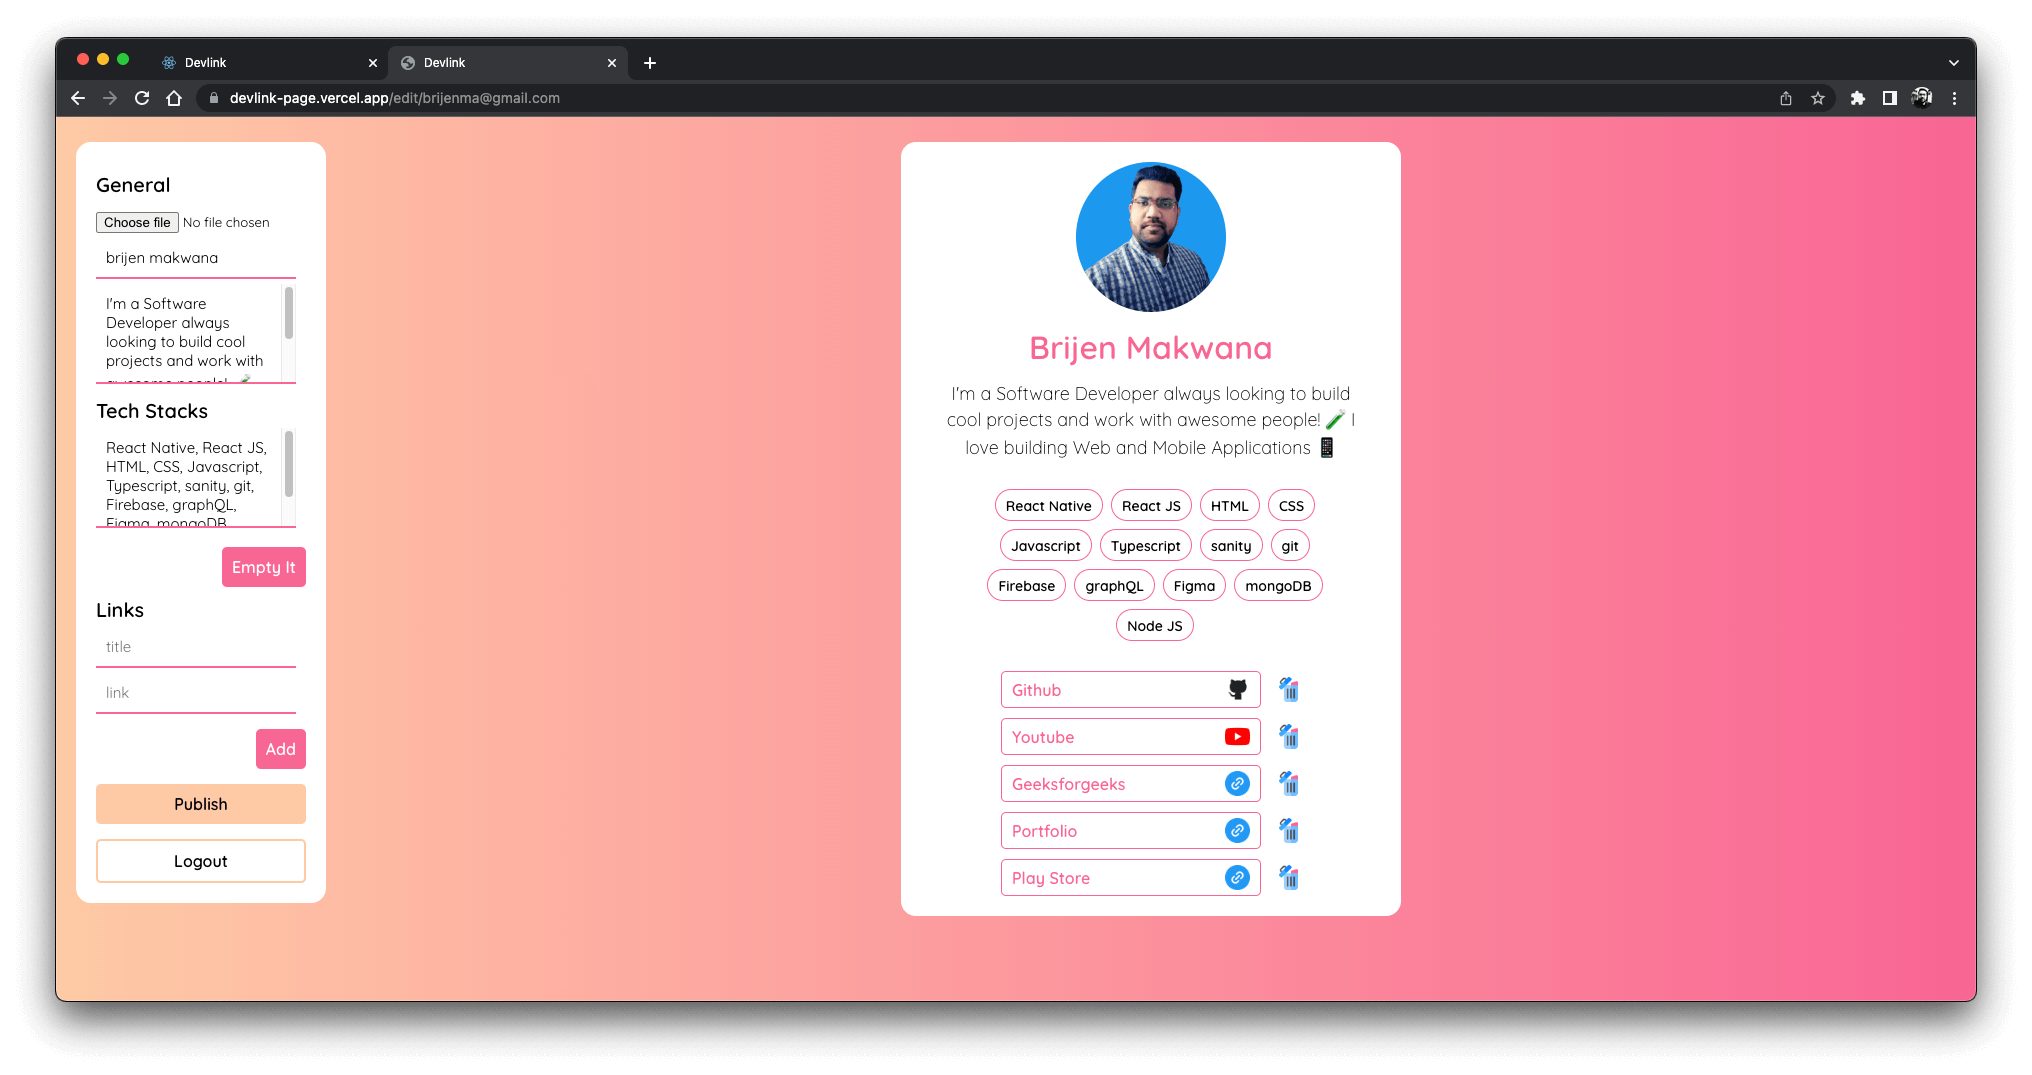 Devlink
Devlink
devlink-page.vercel.app/edit/brijenma@gmail.com
General
Choose file No file chosen
brijen makwana
I'm a Software
Developer always
looking to build cool
projects and work with
awesome people!
Tech Stacks
React Native, React JS,
HTML, CSS, Javascript,
Typescript, sanity, git,
Firebase, graphQL,
Figma, mongoDB
Empty It
Links
title
link
Add
Publish
Logout
Brijen Makwana
I'm a Software Developer always looking to build
cool projects and work with awesome people! 🧪 I
love building Web and Mobile Applications 📱
React Native React JS HTML CSS
Javascript Typescript sanity git
Firebase graphQL Figma mongoDB
Node JS
Github
Youtube
Geeksforgeeks
Portfolio
Play Store